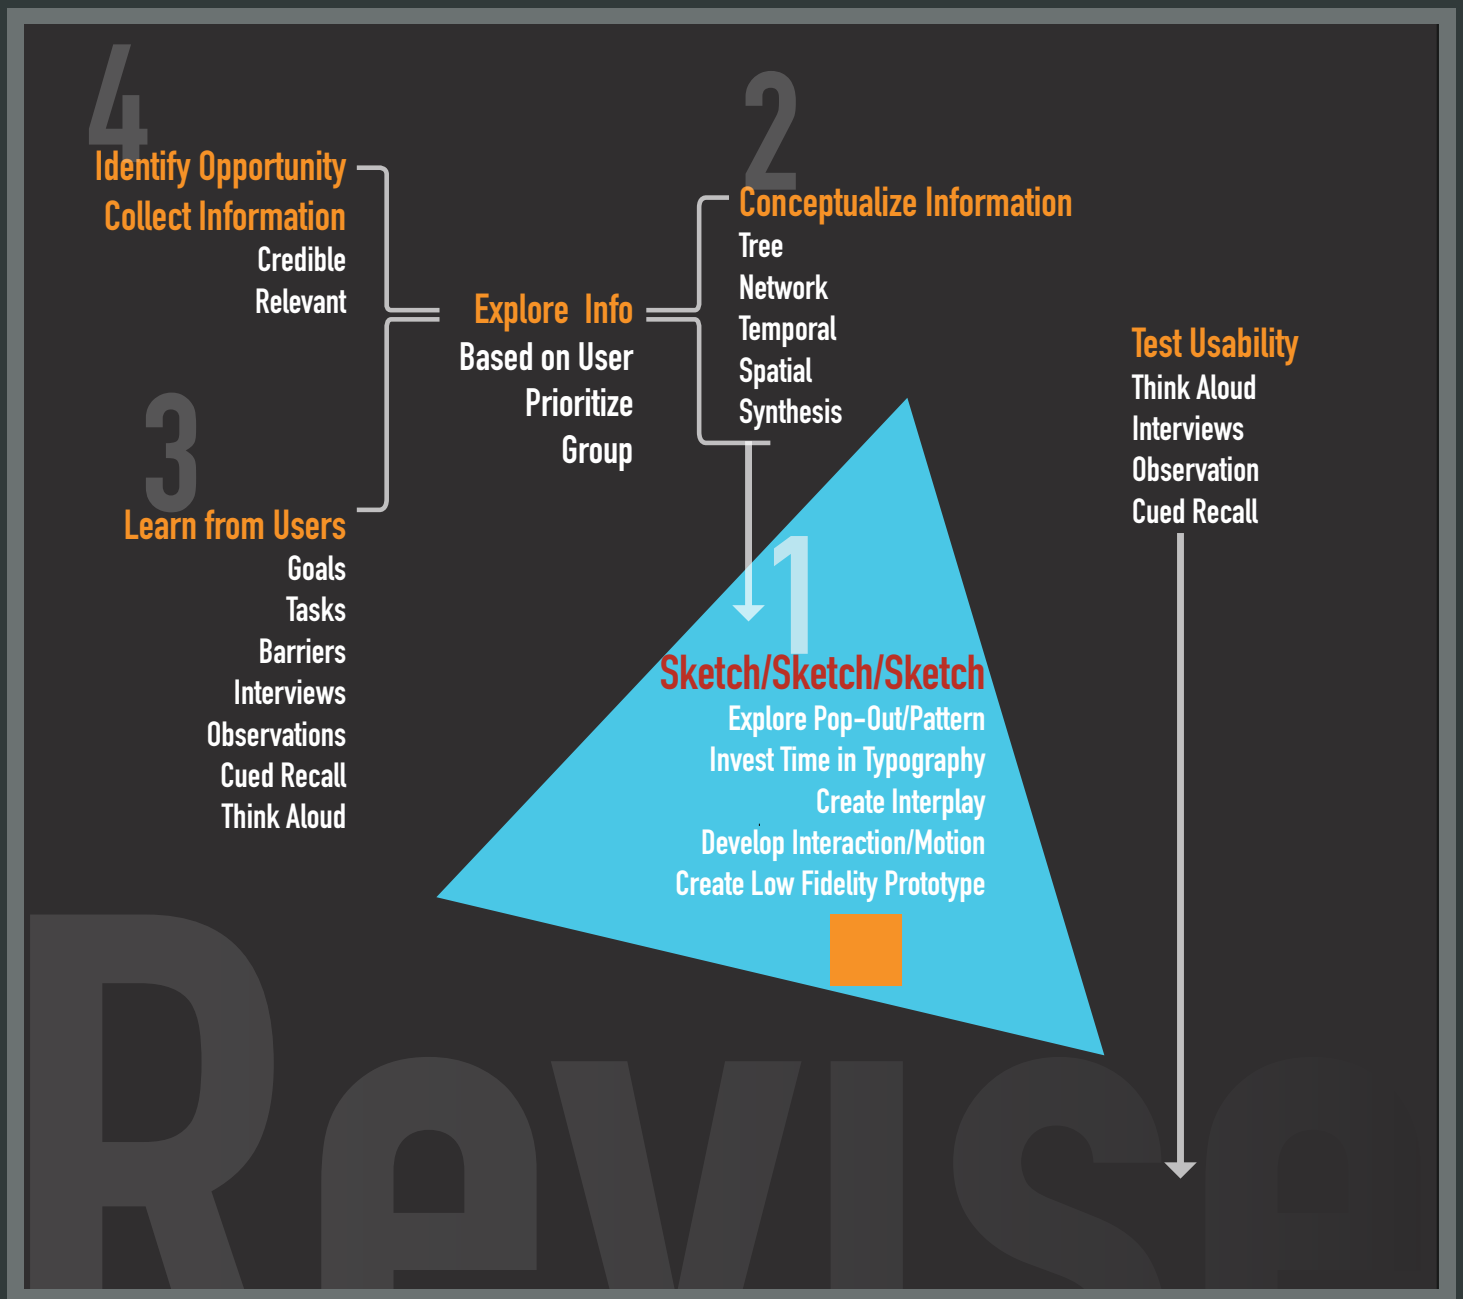 4
Identify Opportunity
Collect Information
Credible
Relevant
3
Learn from Users
Goals
Tasks
Barriers
Interviews
Observations
Cued Recall
Think Aloud
Explore Info
Based on User
Prioritize
Group
2
Conceptualize Information
Tree
Network
Temporal
Spatial
Synthesis
1
Sketch/Sketch/Sketch
Explore Pop-Out/Pattern
Invest Time in Typography
Create Interplay
Develop Interaction/Motion
Create Low Fidelity Prototype
Test Usability
Think Aloud
Interviews
Observation
Cued Recall
Revise